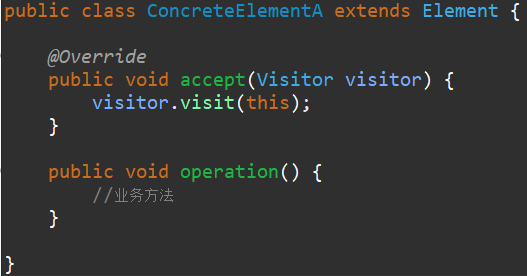 public class ConcreteElementA extends Element {
@Override
public void accept(Visitor visitor) {
visitor.visit(this);
}
public void operation() {
//业务方法
}
}